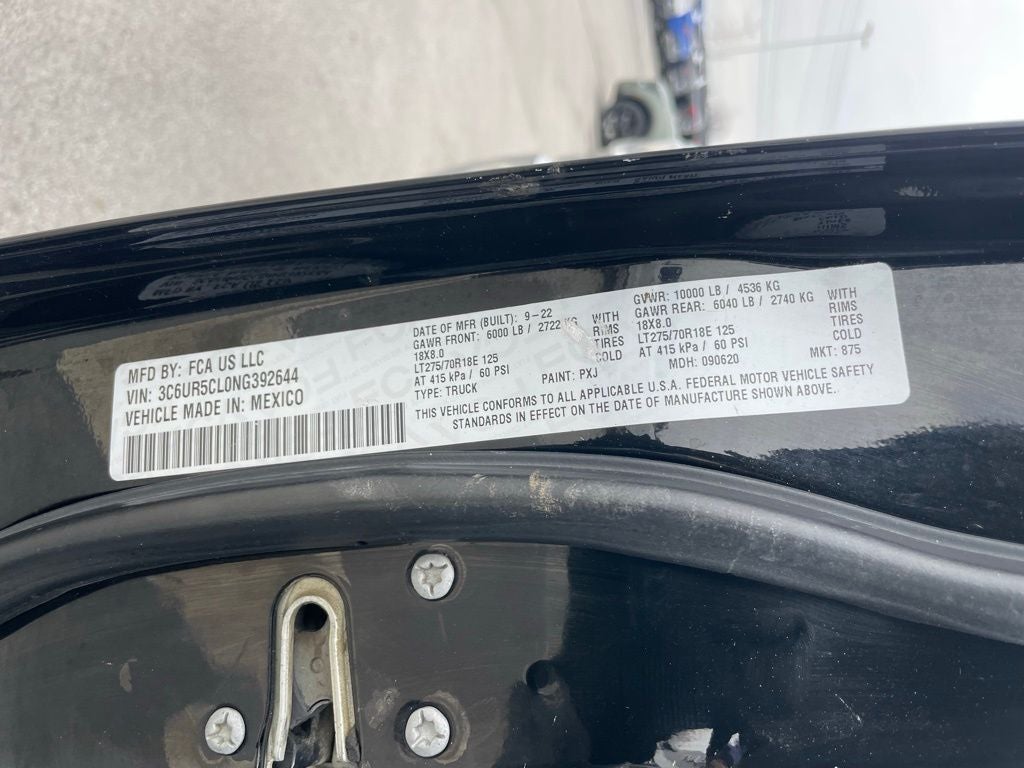 MFD BY: FCA US LLC
VIN: 3C6UR5CL0NG392644
VEHICLE MADE IN: MEXICO
DATE OF MFR (BUILT): 9-22
GAWR FRONT: 6000 LB / 2722 KG WITH
18X8.0 RIMS
LT275/70R18E 125 TIRES
AT 415 kPa / 60 PSI COLD
TYPE: TRUCK PAINT: PXJ
GVWR: 10000 LB / 4536 KG
GAWR REAR: 6040 LB / 2740 KG WITH
18X8.0 RIMS
LT275/70R18E 125 TIRES
AT 415 kPa / 60 PSI COLD
MDH: 090620 MKT: 875
THIS VEHICLE CONFORMS TO ALL APPLICABLE U.S.A. FEDERAL MOTOR VEHICLE SAFETY
STANDARDS IN EFFECT ON THE DATE OF MANUFACTURE SHOWN ABOVE.